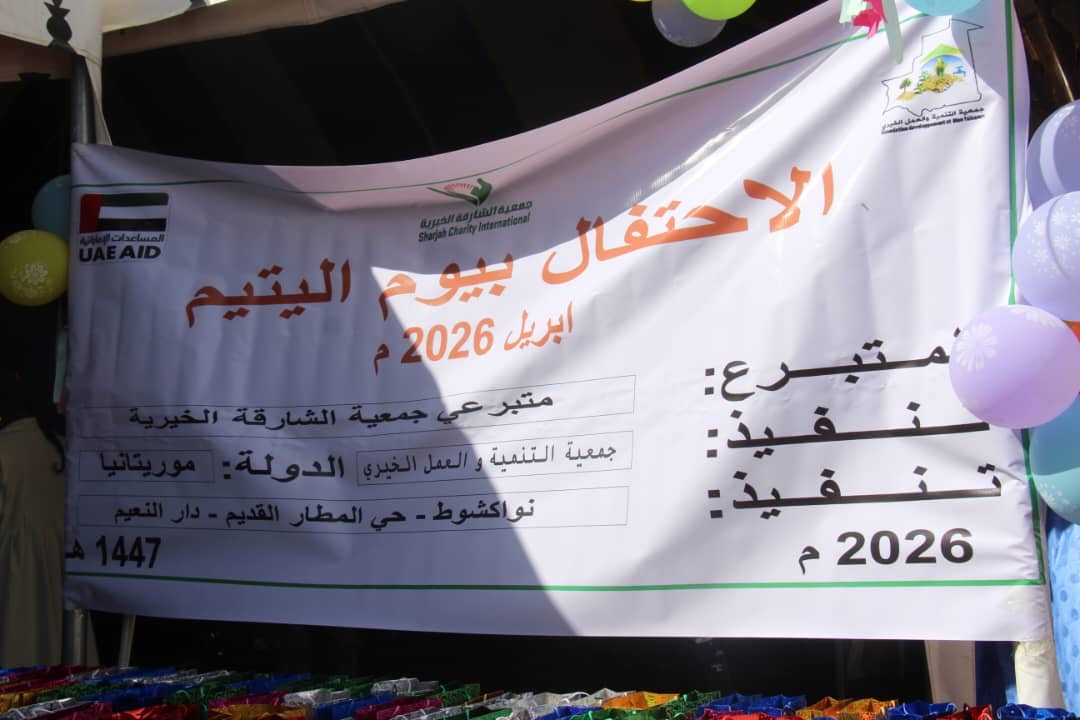 جمعية التنمية والعمل الخيري
UAE AID
المساعدات الإماراتية
جمعية الشارقة الخيرية
Sharjah Charity International
الاحتفال بيوم اليتيم
ابريل 2026 م
متبرع:
متبرعي جمعية الشارقة الخيرية
تنفيذ:
جمعية التنمية و العمل الخيري الدولة: موريتانيا
تنفيذ:
نواكشوط - حي المطار القديم - دار النعيم
2026 م
1447 هـ